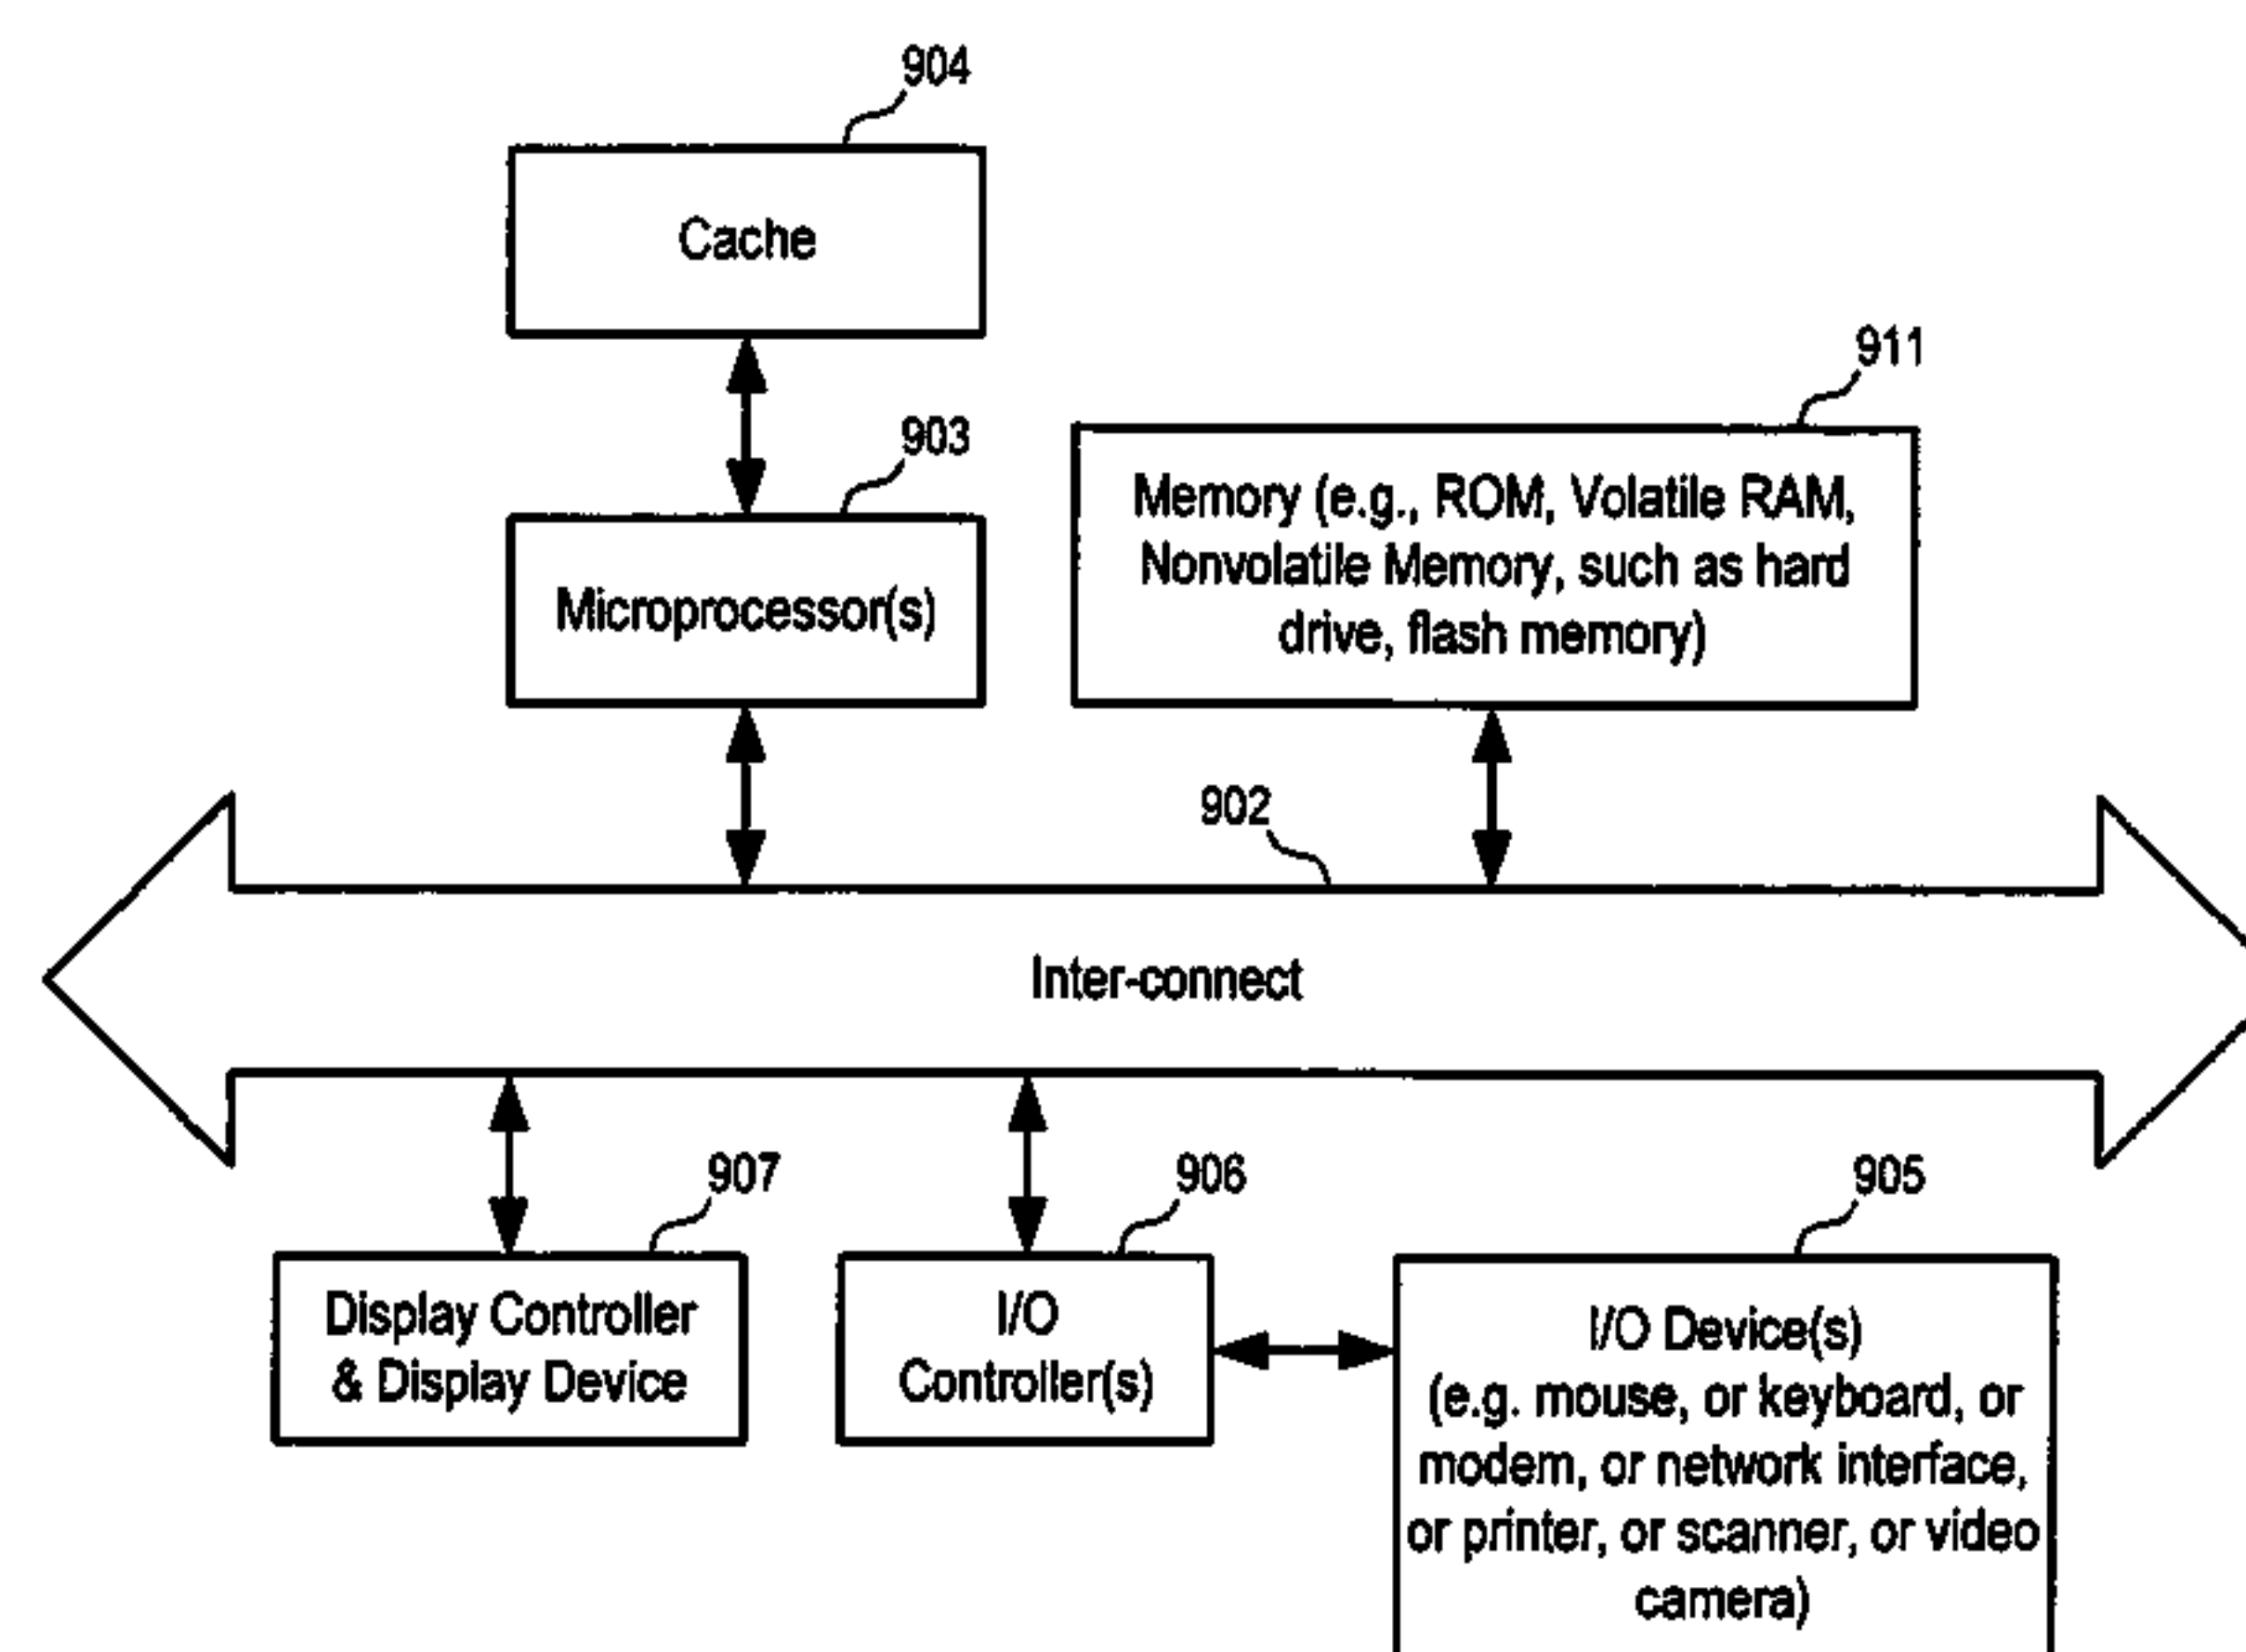 904
Cache
911
903
Memory (e.g., ROM, Volatile RAM,
Nonvolatile Memory, such as hard
drive, flash memory)
Microprocessor(s)
902
Inter-connect
907
906
905
Display Controller
& Display Device
I/O
Controller(s)
I/O Device(s)
(e.g. mouse, or keyboard, or
modem, or network interface,
or printer, or scanner, or video
camera)